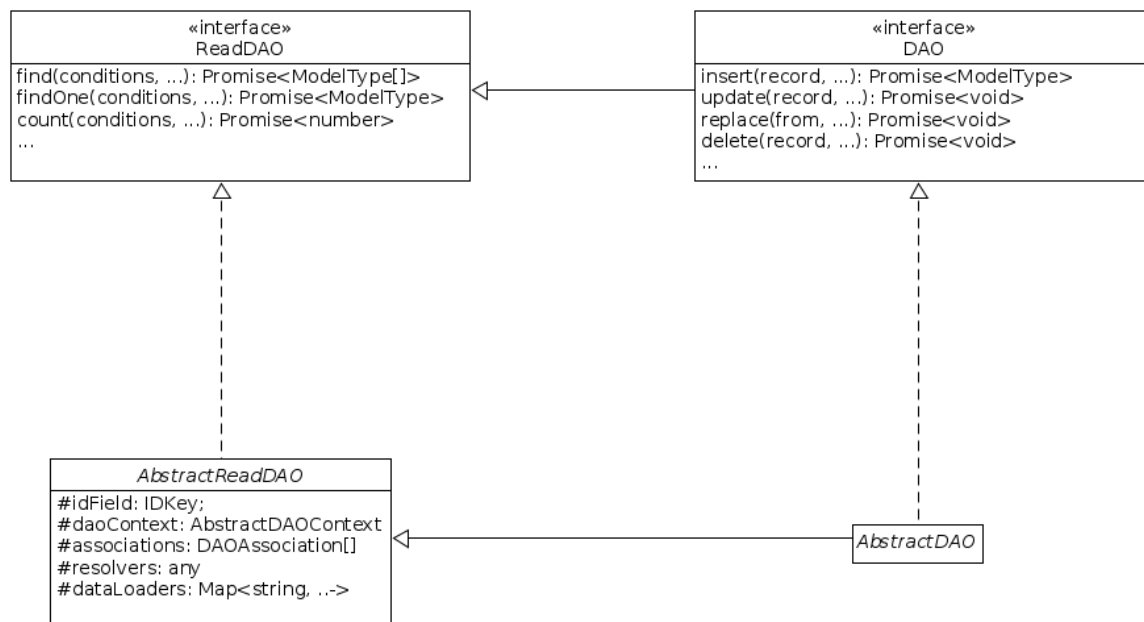 «interface»
ReadDAO
find(conditions, ...): Promise<ModelType[]>
findOne(conditions, ...): Promise<ModelType>
count(conditions, ...): Promise<number>
...
«interface»
DAO
insert(record, ...): Promise<ModelType>
update(record, ...): Promise<void>
replace(from, ...): Promise<void>
delete(record, ...): Promise<void>
...
AbstractReadDAO
#idField: IDKey;
#daoContext: AbstractDAOContext
#associations: DAOAssociation[]
#resolvers: any
#dataLoaders: Map<string, ..->
AbstractDAO